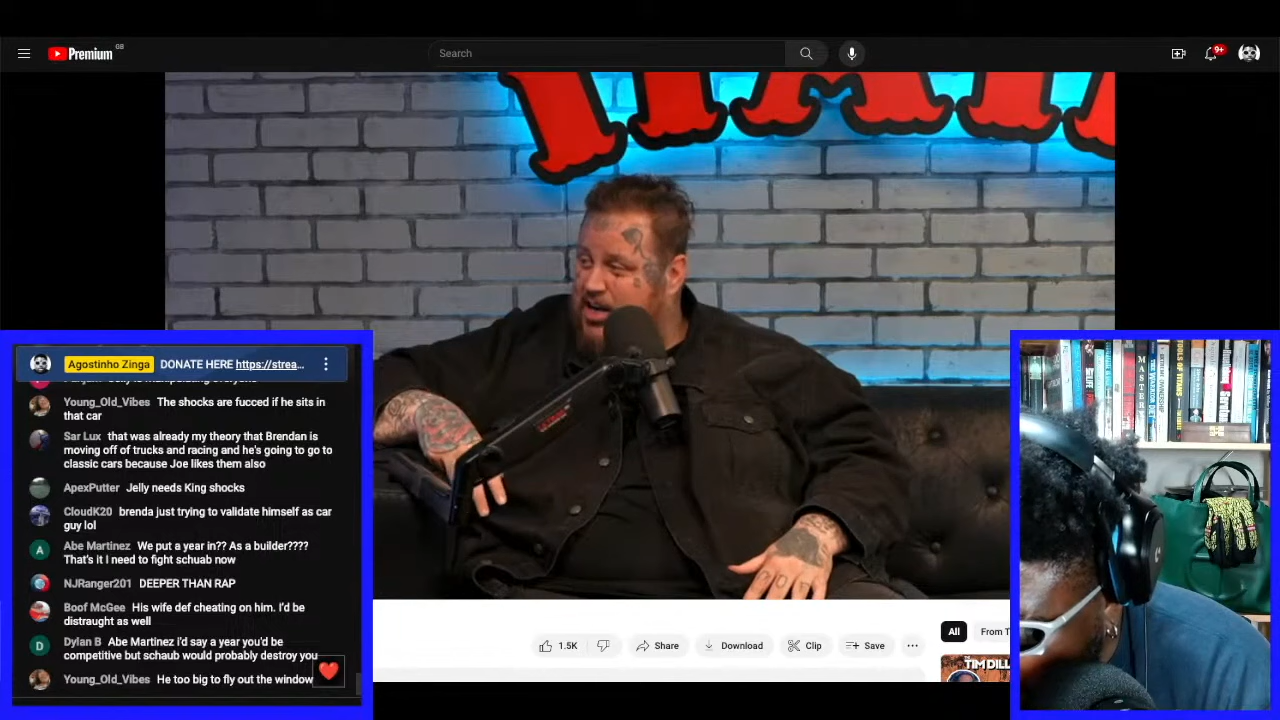 Premium GB
Search
9+
Agostinho Zinga DONATE HERE https://strea...
Young_Old_Vibes The shocks are fucced if he sits in
that car
Sar Lux that was already my theory that Brendan is
moving off of trucks and racing and he's going to go to
classic cars because Joe likes them also
ApexPutter Jelly needs King shocks
CloudK20 brenda just trying to validate himself as car
guy lol
A Abe Martinez We put a year in?? As a builder????
That's it I need to fight schuab now
NJRanger201 DEEPER THAN RAP
Boof McGee His wife def cheating on him. I'd be
distraught as well
D Dylan B Abe Martinez i'd say a year you'd be
competitive but schaub would probably destroy you
Young_Old_Vibes He too big to fly out the window
1.5K
Share
Download
Clip
Save
All
From T
TIM DILL
TOOLS OF TITANS